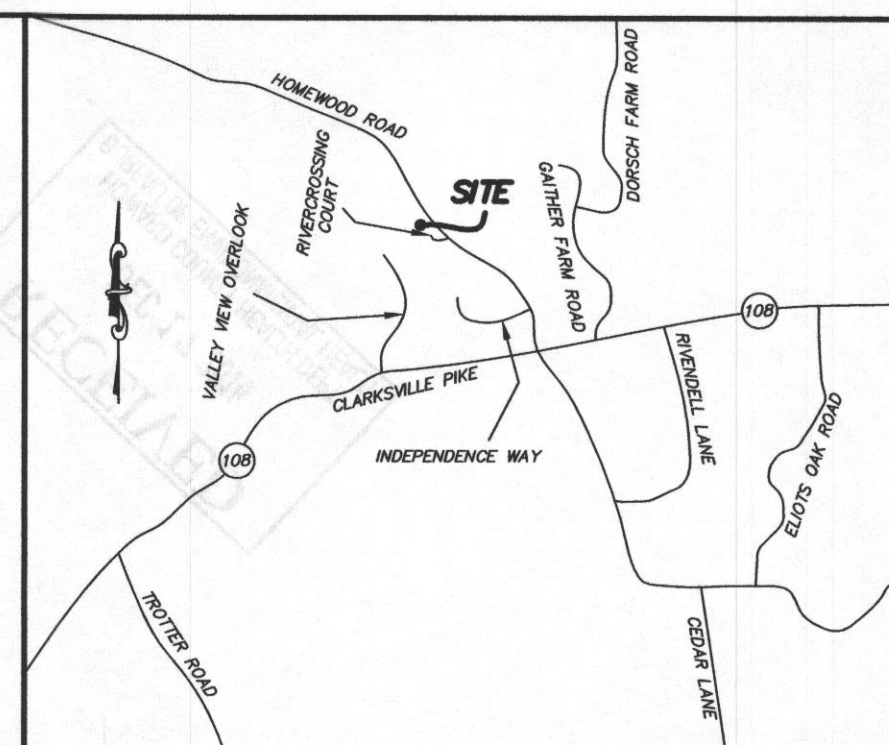 HOMEWOOD ROAD
DORSCH FARM ROAD
RIVERCROSSING
COURT
SITE
GAITHER FARM ROAD
VALLEY VIEW OVERLOOK
108
CLARKSVILLE PIKE
RIVENDELL LANE
INDEPENDENCE WAY
108
ELIOTS OAK ROAD
TROTTER ROAD
CEDAR LANE
RECEIVED